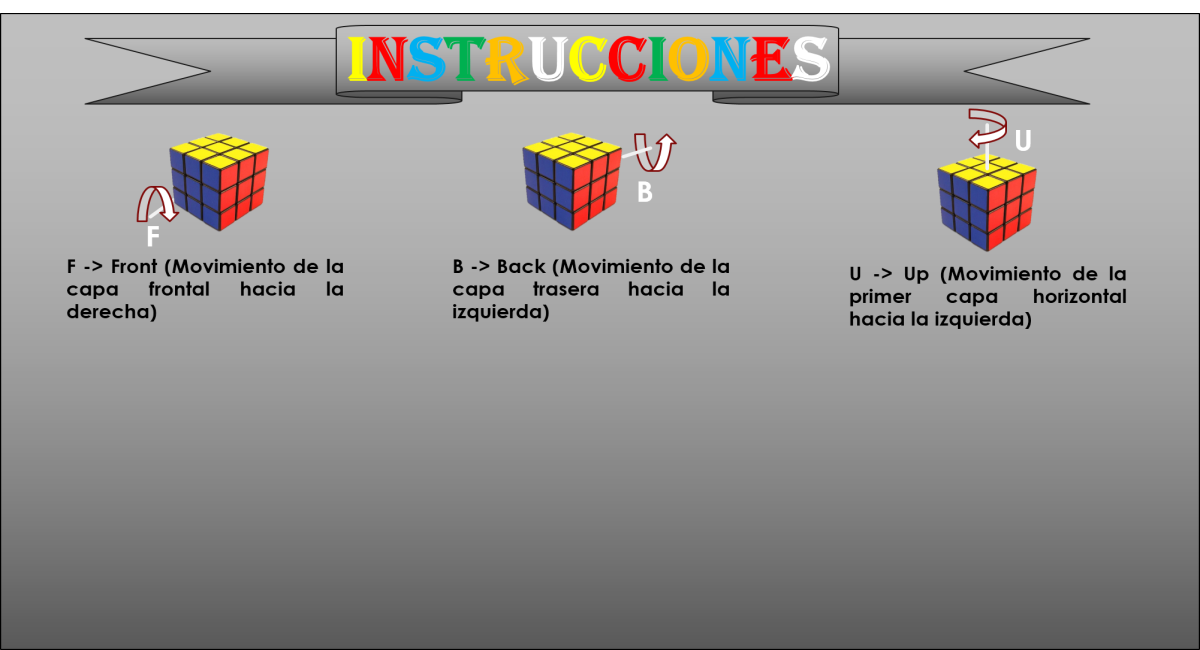 INSTRUCCIONES
F
B
U
F -> Front (Movimiento de la
capa frontal hacia la
derecha)
B -> Back (Movimiento de la
capa trasera hacia la
izquierda)
U -> Up (Movimiento de la
primer capa horizontal
hacia la izquierda)